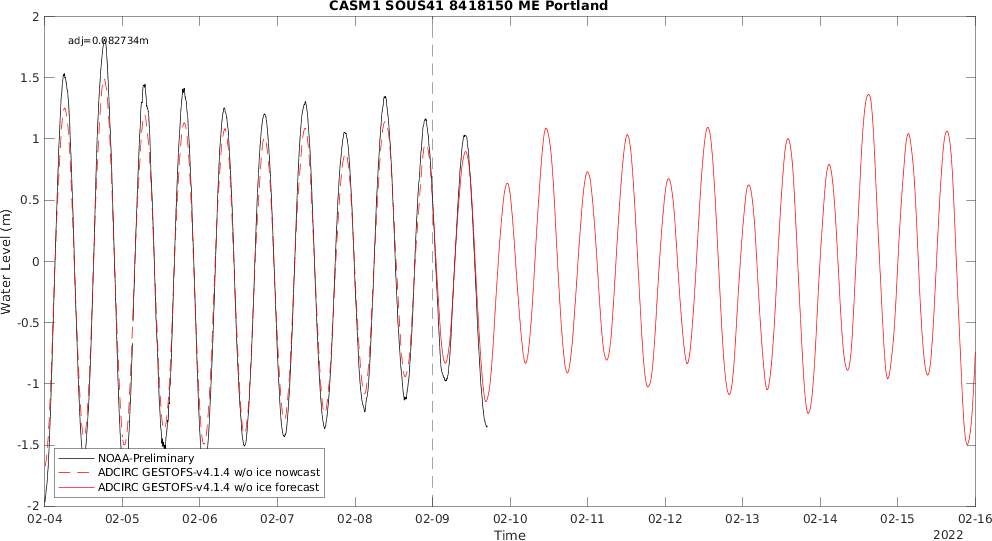 CASM1 SOUS41 8418150 ME Portland
adj=0.082734m
2
1.5
1
0.5
0
-0.5
-1
-1.5
-2
Water Level (m)
NOAA-Preliminary
ADCIRC GESTOFS-v4.1.4 w/o ice nowcast
ADCIRC GESTOFS-v4.1.4 w/o ice forecast
02-04 02-05 02-06 02-07 02-08 02-09 02-10 02-11 02-12 02-13 02-14 02-15 02-16
Time
2022